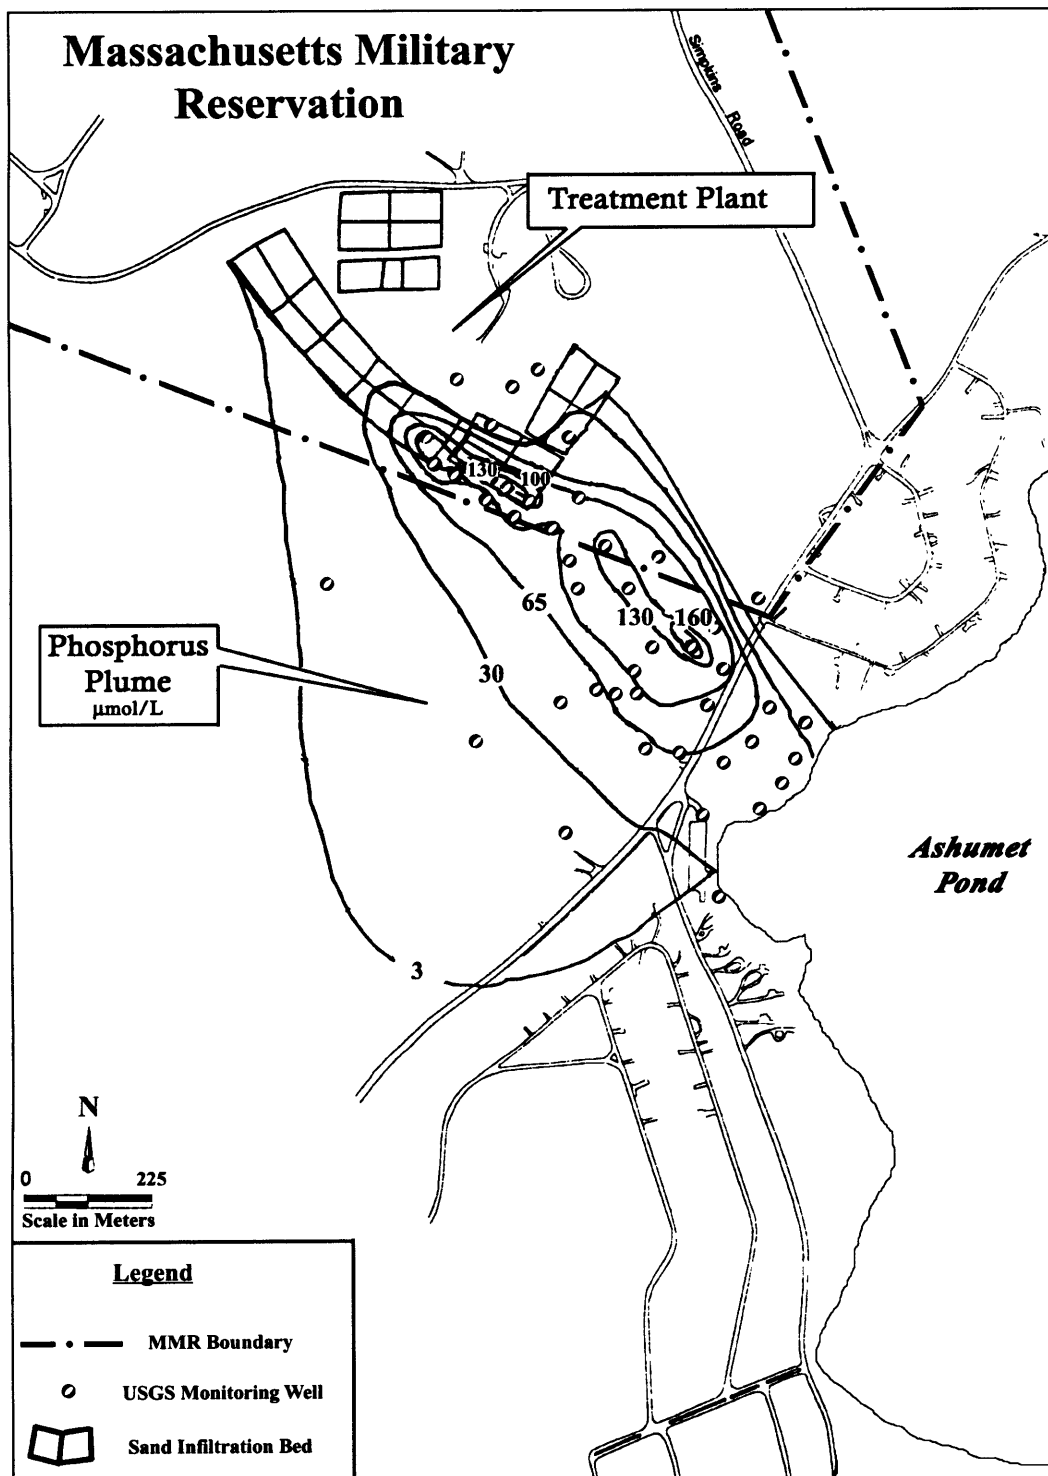 Massachusetts Military
Reservation
Simpkins Road
Treatment Plant
130
100
65
130
160
30
Phosphorus
Plume
µmol/L
Ashumet
Pond
3
N
0 225
Scale in Meters
Legend
MMR Boundary
USGS Monitoring Well
Sand Infiltration Bed